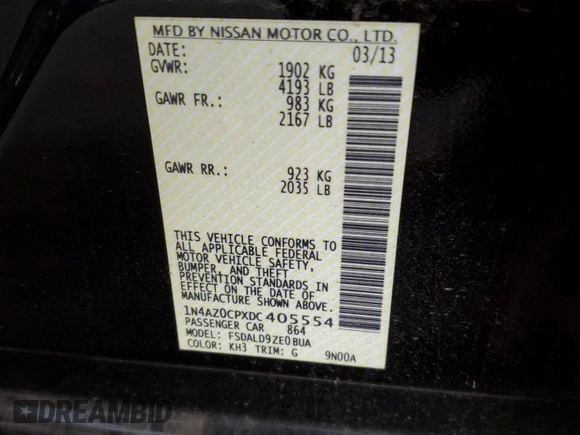 MFD BY NISSAN MOTOR CO., LTD.
DATE: 03/13
GVWR: 1902 KG
4193 LB
GAWR FR.: 983 KG
2167 LB
GAWR RR.: 923 KG
2035 LB
THIS VEHICLE CONFORMS TO
ALL APPLICABLE FEDERAL
MOTOR VEHICLE SAFETY,
BUMPER, AND THEFT
PREVENTION STANDARDS IN
EFFECT ON THE DATE OF
MANUFACTURE SHOWN ABOVE.
1N4AZ0CPXDC405554
PASSENGER CAR 864
MODEL: FSDALD9ZE0BUA
COLOR: KH3 TRIM: G 9N00A
DREAMBID